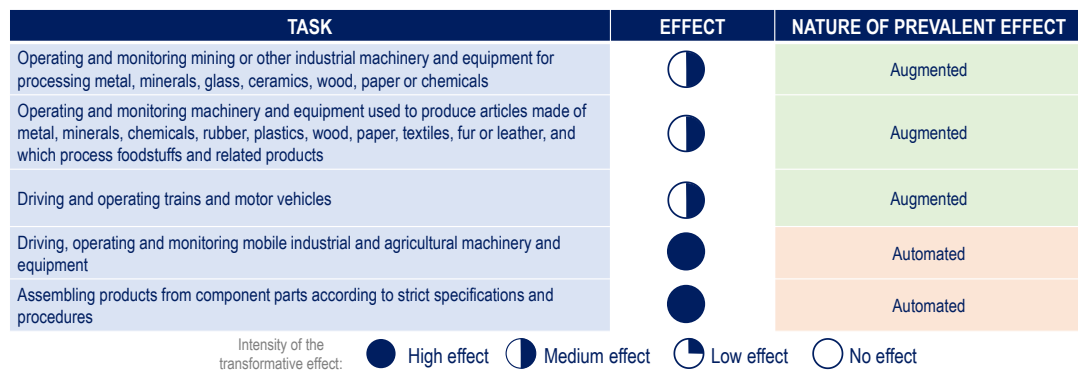 TASK EFFECT NATURE OF PREVALENT EFFECT
Operating and monitoring mining or other industrial machinery and equipment for
processing metal, minerals, glass, ceramics, wood, paper or chemicals
Augmented
Operating and monitoring machinery and equipment used to produce articles made of
metal, minerals, chemicals, rubber, plastics, wood, paper, textiles, fur or leather, and
which process foodstuffs and related products
Augmented
Driving and operating trains and motor vehicles
Augmented
Driving, operating and monitoring mobile industrial and agricultural machinery and
equipment
Automated
Assembling products from component parts according to strict specifications and
procedures
Automated
Intensity of the
transformative effect:
High effect Medium effect Low effect No effect